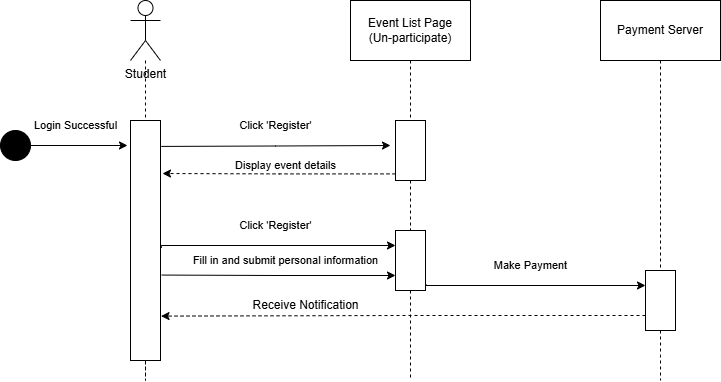 Event List Page
(Un-participate)
Payment Server
Student
Login Successful
Click 'Register'
Display event details
Click 'Register'
Fill in and submit personal information
Make Payment
Receive Notification